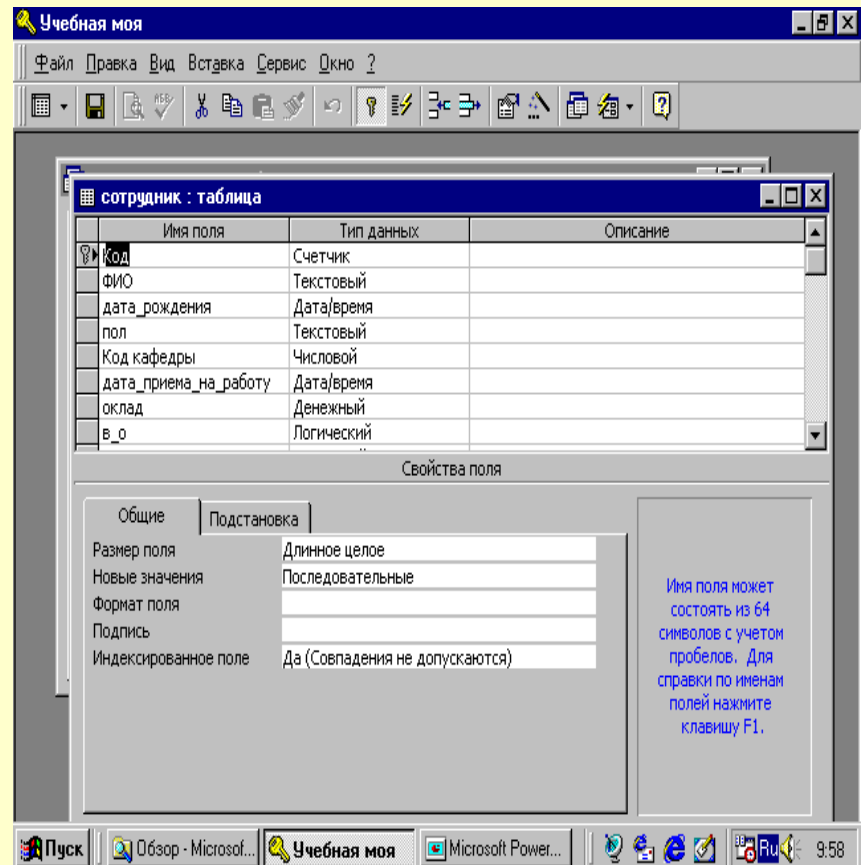 Учебная моя
Файл Правка Вид Вставка Сервис Окно ?
сотрудник : таблица
Имя поля Тип данных Описание
Код Счетчик
ФИО Текстовый
дата_рождения Дата/время
пол Текстовый
Код кафедры Числовой
дата_приема_на_работу Дата/время
оклад Денежный
в_о Логический
Свойства поля
Общие Подстановка
Размер поля Длинное целое
Новые значения Последовательные
Формат поля
Подпись
Индексированное поле Да (Совпадения не допускаются)
Имя поля может
состоять из 64
символов с учетом
пробелов. Для
справки по именам
полей нажмите
клавишу F1.
Пуск Обзор - Microsof... Учебная моя Microsoft Power... Ru 9:58